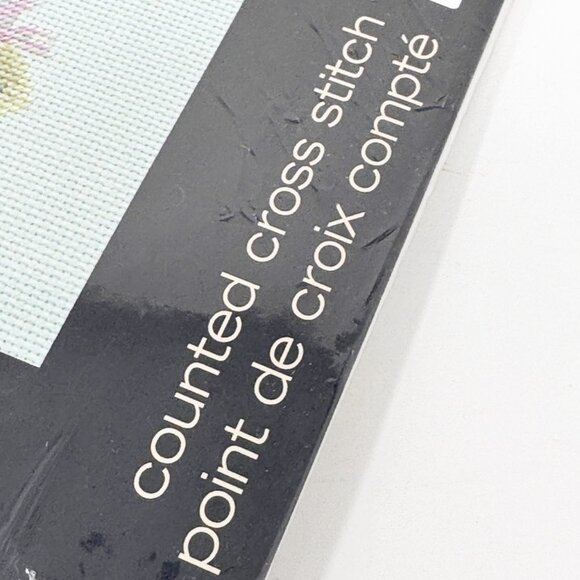 counted cross stitch
point de croix compté